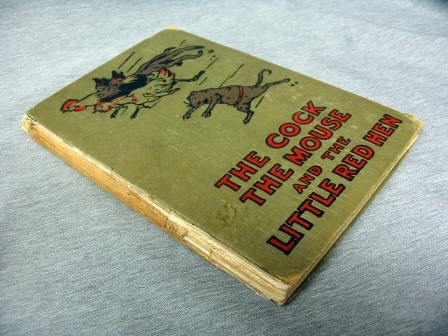 THE COCK
THE MOUSE
AND THE
LITTLE RED HEN